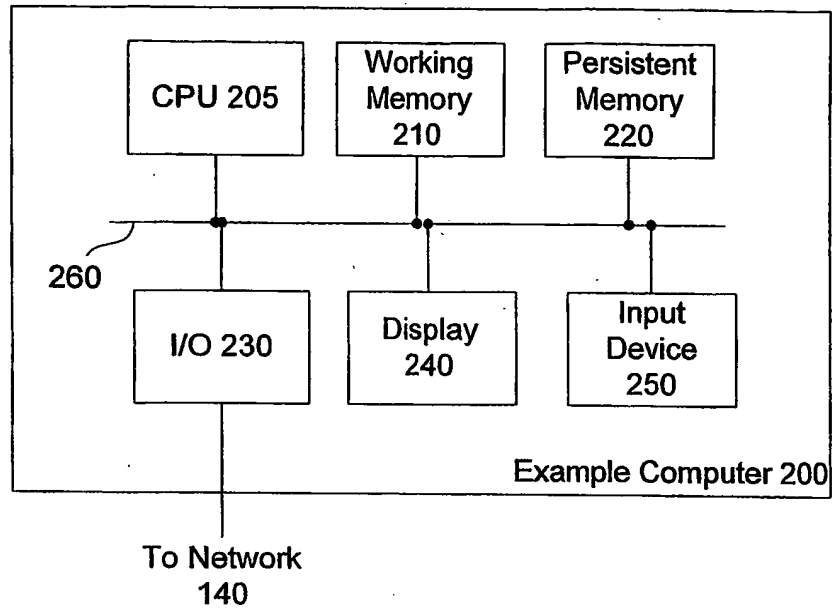 CPU 205
Working
Memory
210
Persistent
Memory
220
260
I/O 230
Display
240
Input
Device
250
Example Computer 200
To Network
140